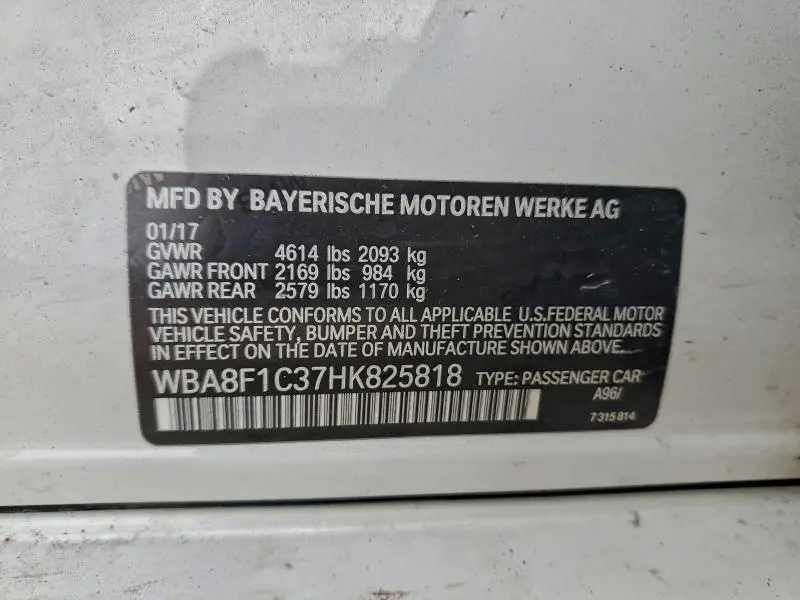 MFD BY BAYERISCHE MOTOREN WERKE AG
01/17
GVWR 4614 lbs 2093 kg
GAWR FRONT 2169 lbs 984 kg
GAWR REAR 2579 lbs 1170 kg
THIS VEHICLE CONFORMS TO ALL APPLICABLE U.S.FEDERAL MOTOR
VEHICLE SAFETY, BUMPER AND THEFT PREVENTION STANDARDS
IN EFFECT ON THE DATE OF MANUFACTURE SHOWN ABOVE.
WBA8F1C37HK825818 TYPE: PASSENGER CAR
A96/
7315814